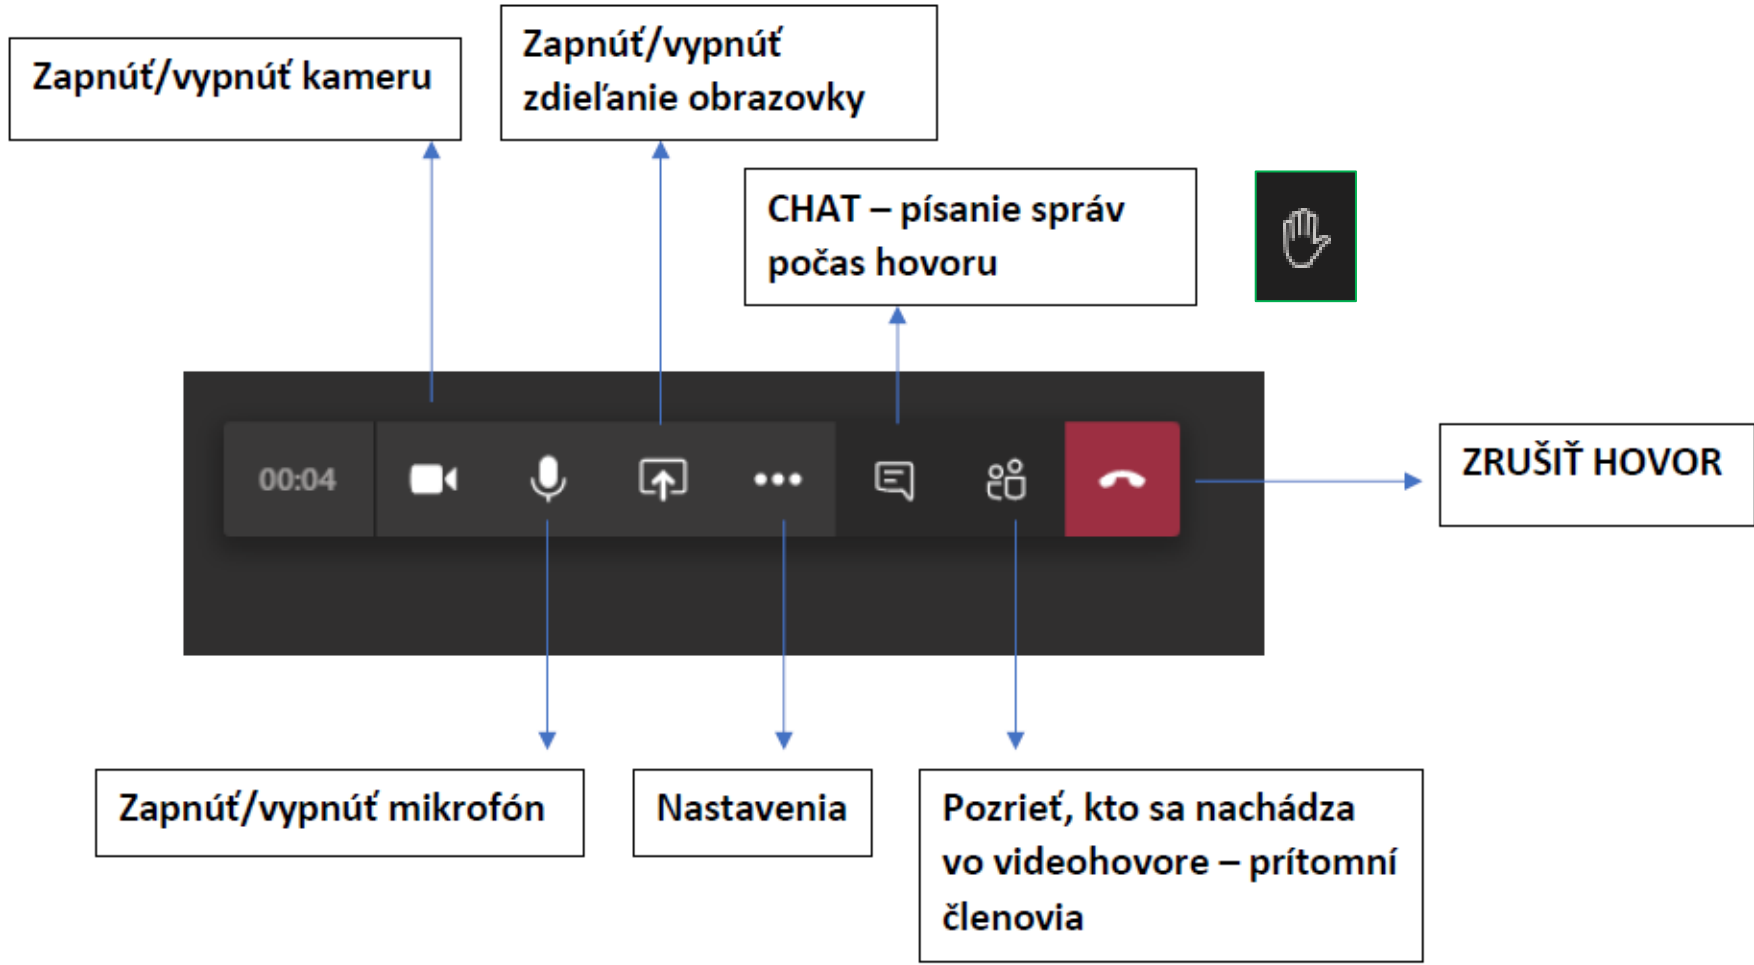 Zapnúť/vypnúť kameru
Zapnúť/vypnúť
zdieľanie obrazovky
CHAT – písanie správ
počas hovoru
00:04
ZRUŠIŤ HOVOR
Zapnúť/vypnúť mikrofón
Nastavenia
Pozrieť, kto sa nachádza
vo videohovore – prítomní
členovia